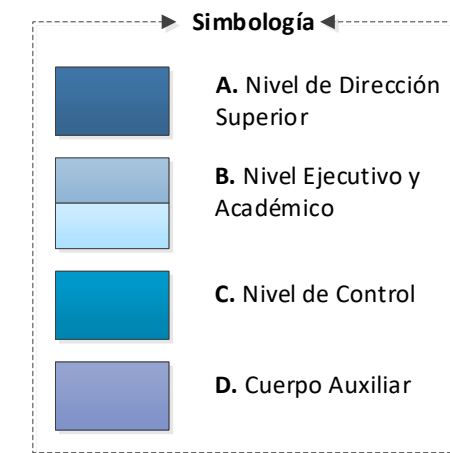 Simbología
A. Nivel de Dirección
Superior
B. Nivel Ejecutivo y
Académico
C. Nivel de Control
D. Cuerpo Auxiliar